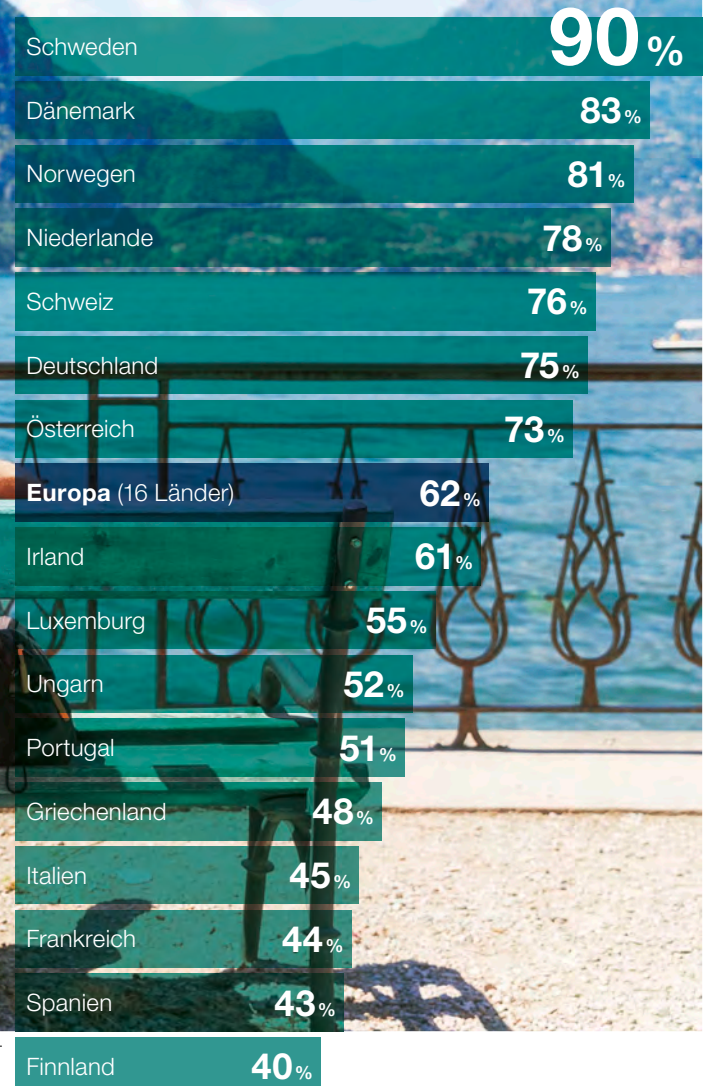 Schweden 90%
Dänemark 83%
Norwegen 81%
Niederlande 78%
Schweiz 76%
Deutschland 75%
Österreich 73%
Europa (16 Länder) 62%
Irland 61%
Luxemburg 55%
Ungarn 52%
Portugal 51%
Griechenland 48%
Italien 45%
Frankreich 44%
Spanien 43%
Finnland 40%